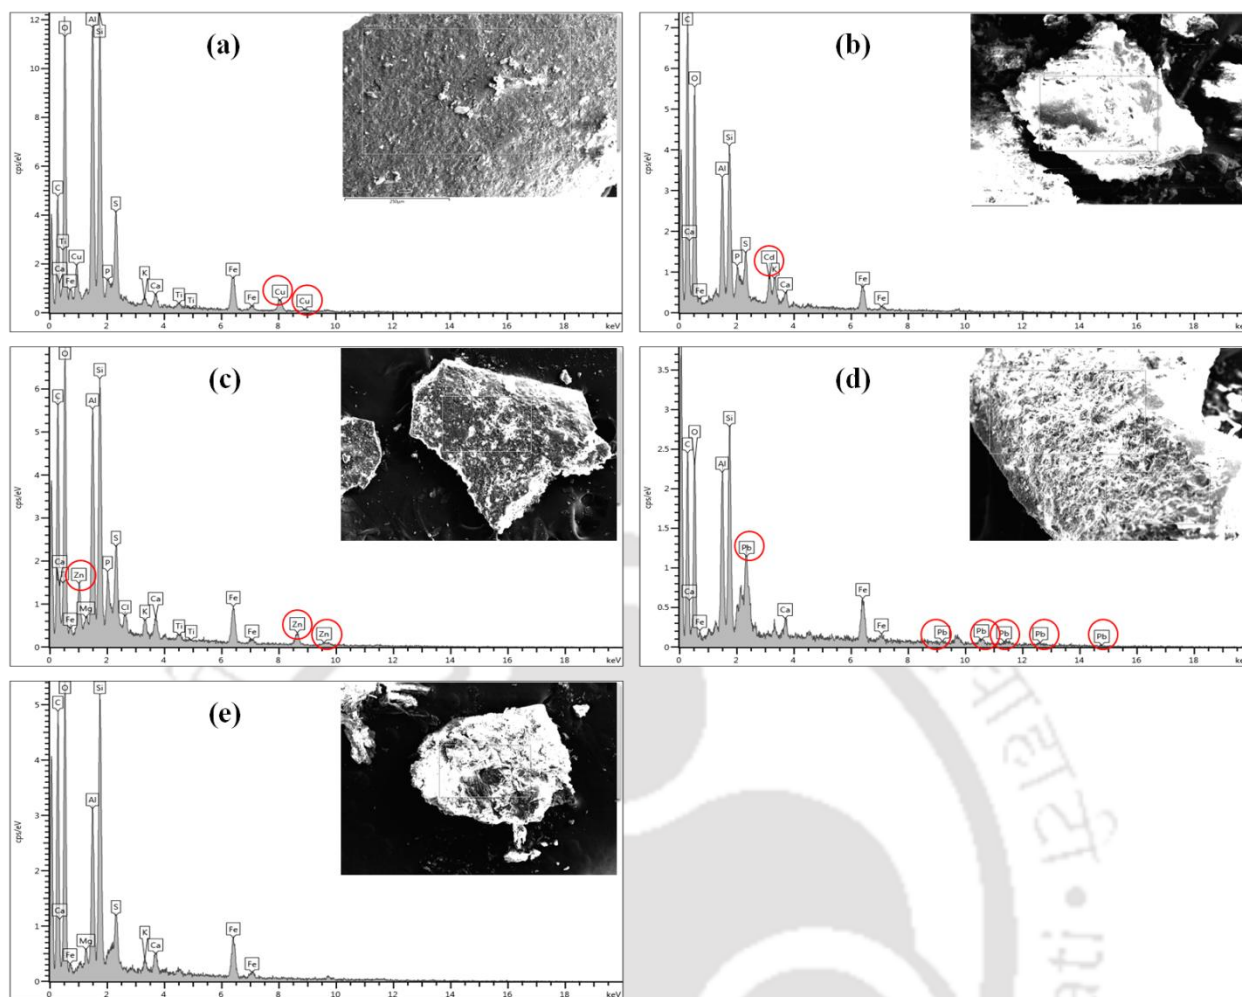 (a)
12
10
8
6
4
2
0
cps/eV
O
Al
Si
C
Ti
Ca
Fe
Cu
P
S
K
Ca
Ti
Ti
Fe
Fe
Cu
Cu
0 2 4 6 8 10 12 14 16 18 keV
250µm
(b)
7
6
5
4
3
2
1
0
cps/eV
C
O
Ca
Fe
Al
Si
P
S
Cd
K
Ca
Fe
Fe
0 2 4 6 8 10 12 14 16 18 keV
(c)
6
5
4
3
2
1
0
cps/eV
O
C
Ca
Fe
Zn
Mg
Al
Si
P
S
Cl
K
Ca
Ti
Ti
Fe
Fe
Zn
Zn
0 2 4 6 8 10 12 14 16 18 keV
(d)
3.5
3
2.5
2
1.5
1
0.5
0
cps/eV
C
O
Ca
Fe
Al
Si
Pb
Ca
Fe
Fe
Pb
Pb
Pb
Pb
Pb
0 2 4 6 8 10 12 14 16 18 keV
(e)
5
4
3
2
1
0
cps/eV
C
O
Ca
Fe
Mg
Al
Si
S
K
Ca
Fe
Fe
0 2 4 6 8 10 12 14 16 18 keV